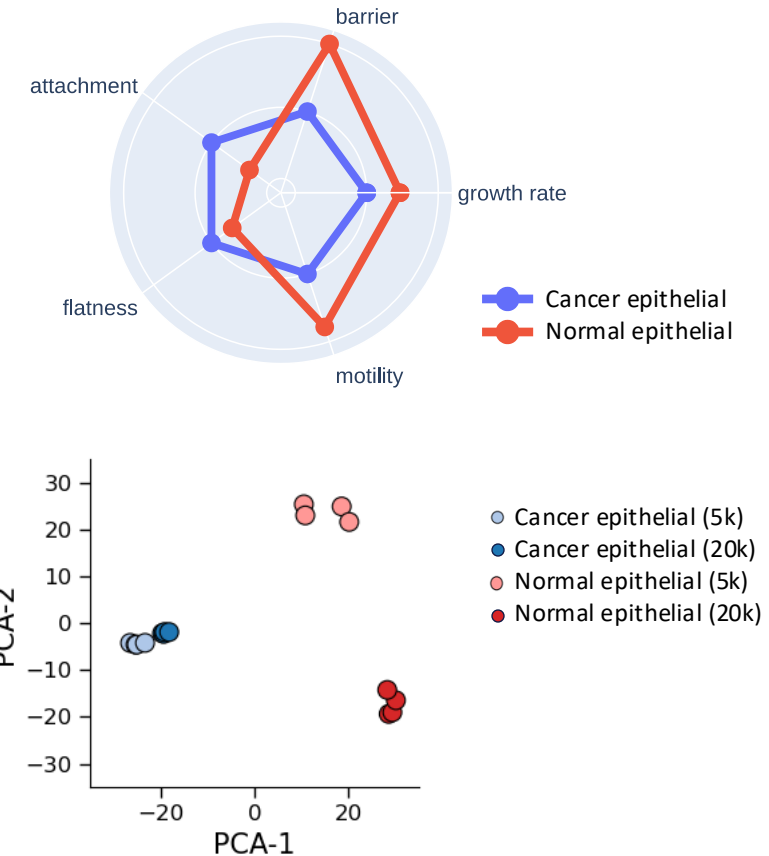 barrier
attachment
growth rate
flatness
Cancer epithelial
Normal epithelial
motility
30
20
10
0
−10
−20
−30
PCA-2
−20 0 20
PCA-1
Cancer epithelial (5k)
Cancer epithelial (20k)
Normal epithelial (5k)
Normal epithelial (20k)